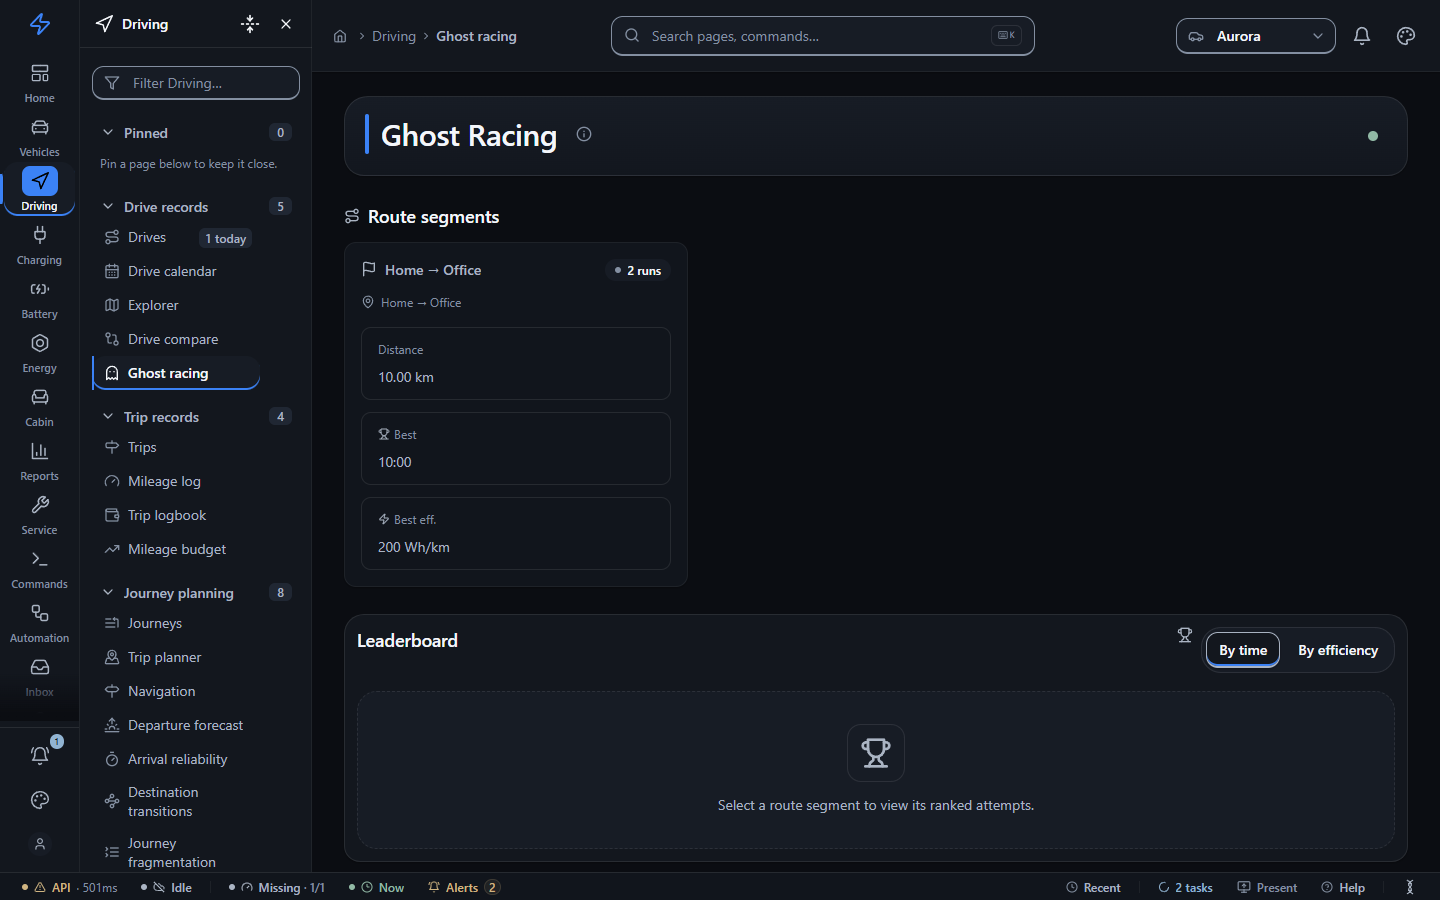 Home
Vehicles
Driving
Charging
Battery
Energy
Cabin
Reports
Service
Commands
Automation
Inbox
1
Driving
Filter Driving...
Pinned 0
Pin a page below to keep it close.
Drive records 5
Drives 1 today
Drive calendar
Explorer
Drive compare
Ghost racing
Trip records 4
Trips
Mileage log
Trip logbook
Mileage budget
Journey planning 8
Journeys
Trip planner
Navigation
Departure forecast
Arrival reliability
Destination
transitions
Journey
fragmentation
Driving Ghost racing
Search pages, commands... K
Aurora
Ghost Racing
Route segments
Home → Office 2 runs
Home → Office
Distance
10.00 km
Best
10:00
Best eff.
200 Wh/km
Leaderboard
By time By efficiency
Select a route segment to view its ranked attempts.
API · 501ms Idle Missing · 1/1 Now Alerts 2 Recent 2 tasks Present Help